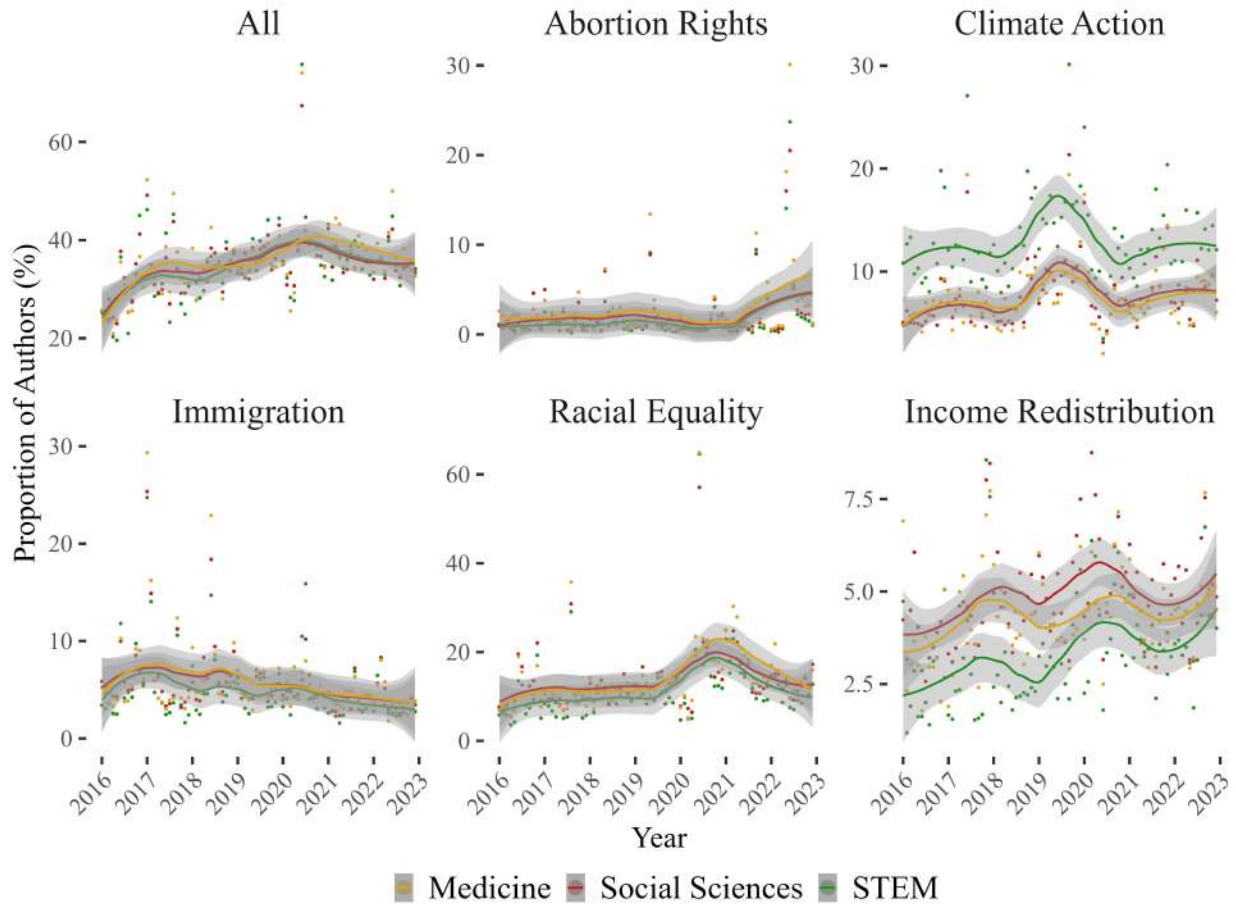 All Abortion Rights Climate Action
60
40
20
30
20
10
0
30
20
10
Proportion of Authors (%)
Immigration Racial Equality Income Redistribution
30
20
10
0
60
40
20
0
7.5
5.0
2.5
2016 2017 2018 2019 2020 2021 2022 2023
2016 2017 2018 2019 2020 2021 2022 2023
2016 2017 2018 2019 2020 2021 2022 2023
Year
Medicine Social Sciences STEM